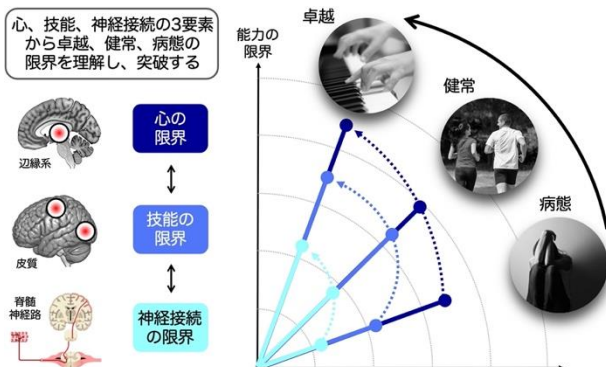 心、技能、神経接続の3要素
から卓越、健常、病態の
限界を理解し、突破する
辺縁系
心の
限界
皮質
技能の
限界
脊髄
神経路
神経接続
の限界
能力の
限界
卓越
健常
病態